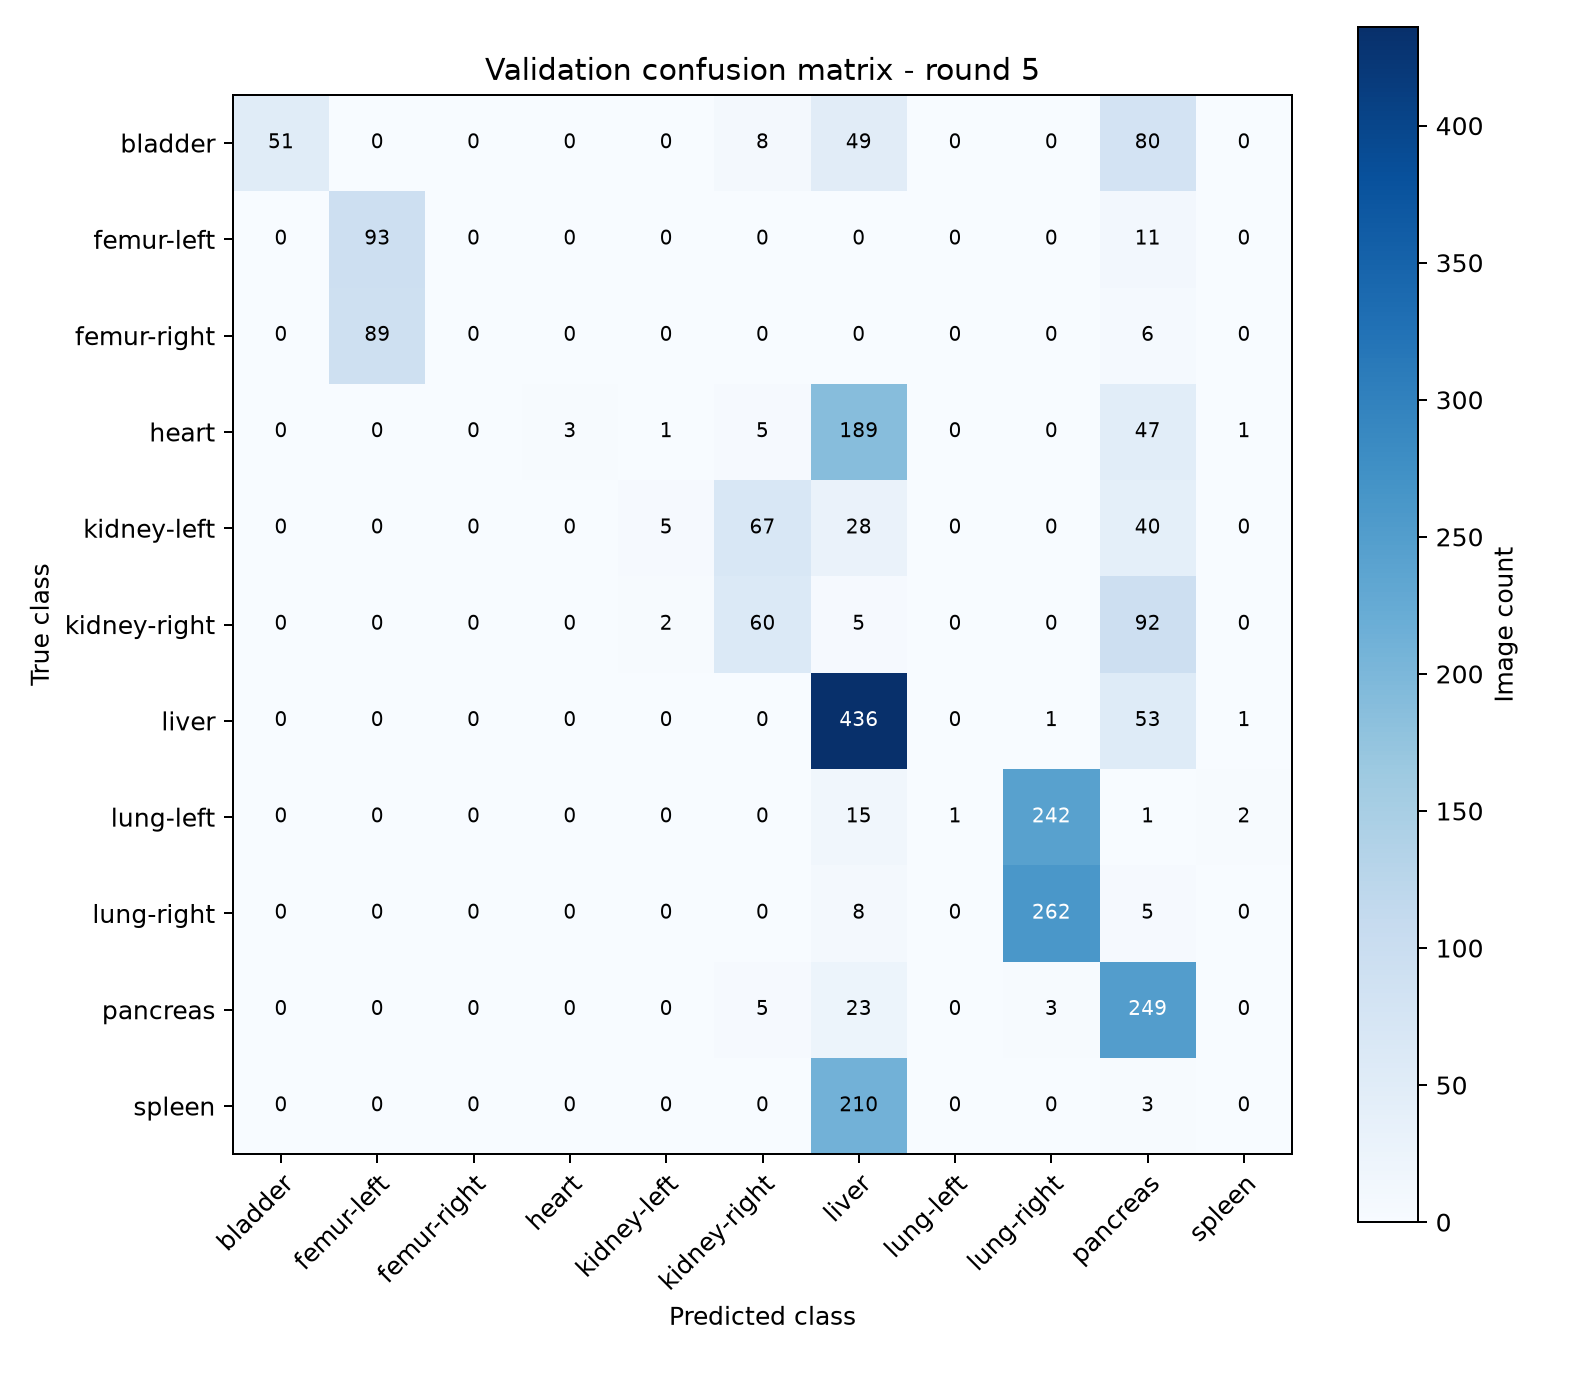 Validation confusion matrix - round 5
True class
bladder 51 0 0 0 0 8 49 0 0 80 0
femur-left 0 93 0 0 0 0 0 0 0 11 0
femur-right 0 89 0 0 0 0 0 0 0 6 0
heart 0 0 0 3 1 5 189 0 0 47 1
kidney-left 0 0 0 0 5 67 28 0 0 40 0
kidney-right 0 0 0 0 2 60 5 0 0 92 0
liver 0 0 0 0 0 0 436 0 1 53 1
lung-left 0 0 0 0 0 0 15 1 242 1 2
lung-right 0 0 0 0 0 0 8 0 262 5 0
pancreas 0 0 0 0 0 5 23 0 3 249 0
spleen 0 0 0 0 0 0 210 0 0 3 0
bladder femur-left femur-right heart kidney-left kidney-right liver lung-left lung-right pancreas spleen
Predicted class
400
350
300
250
200
150
100
50
0
Image count